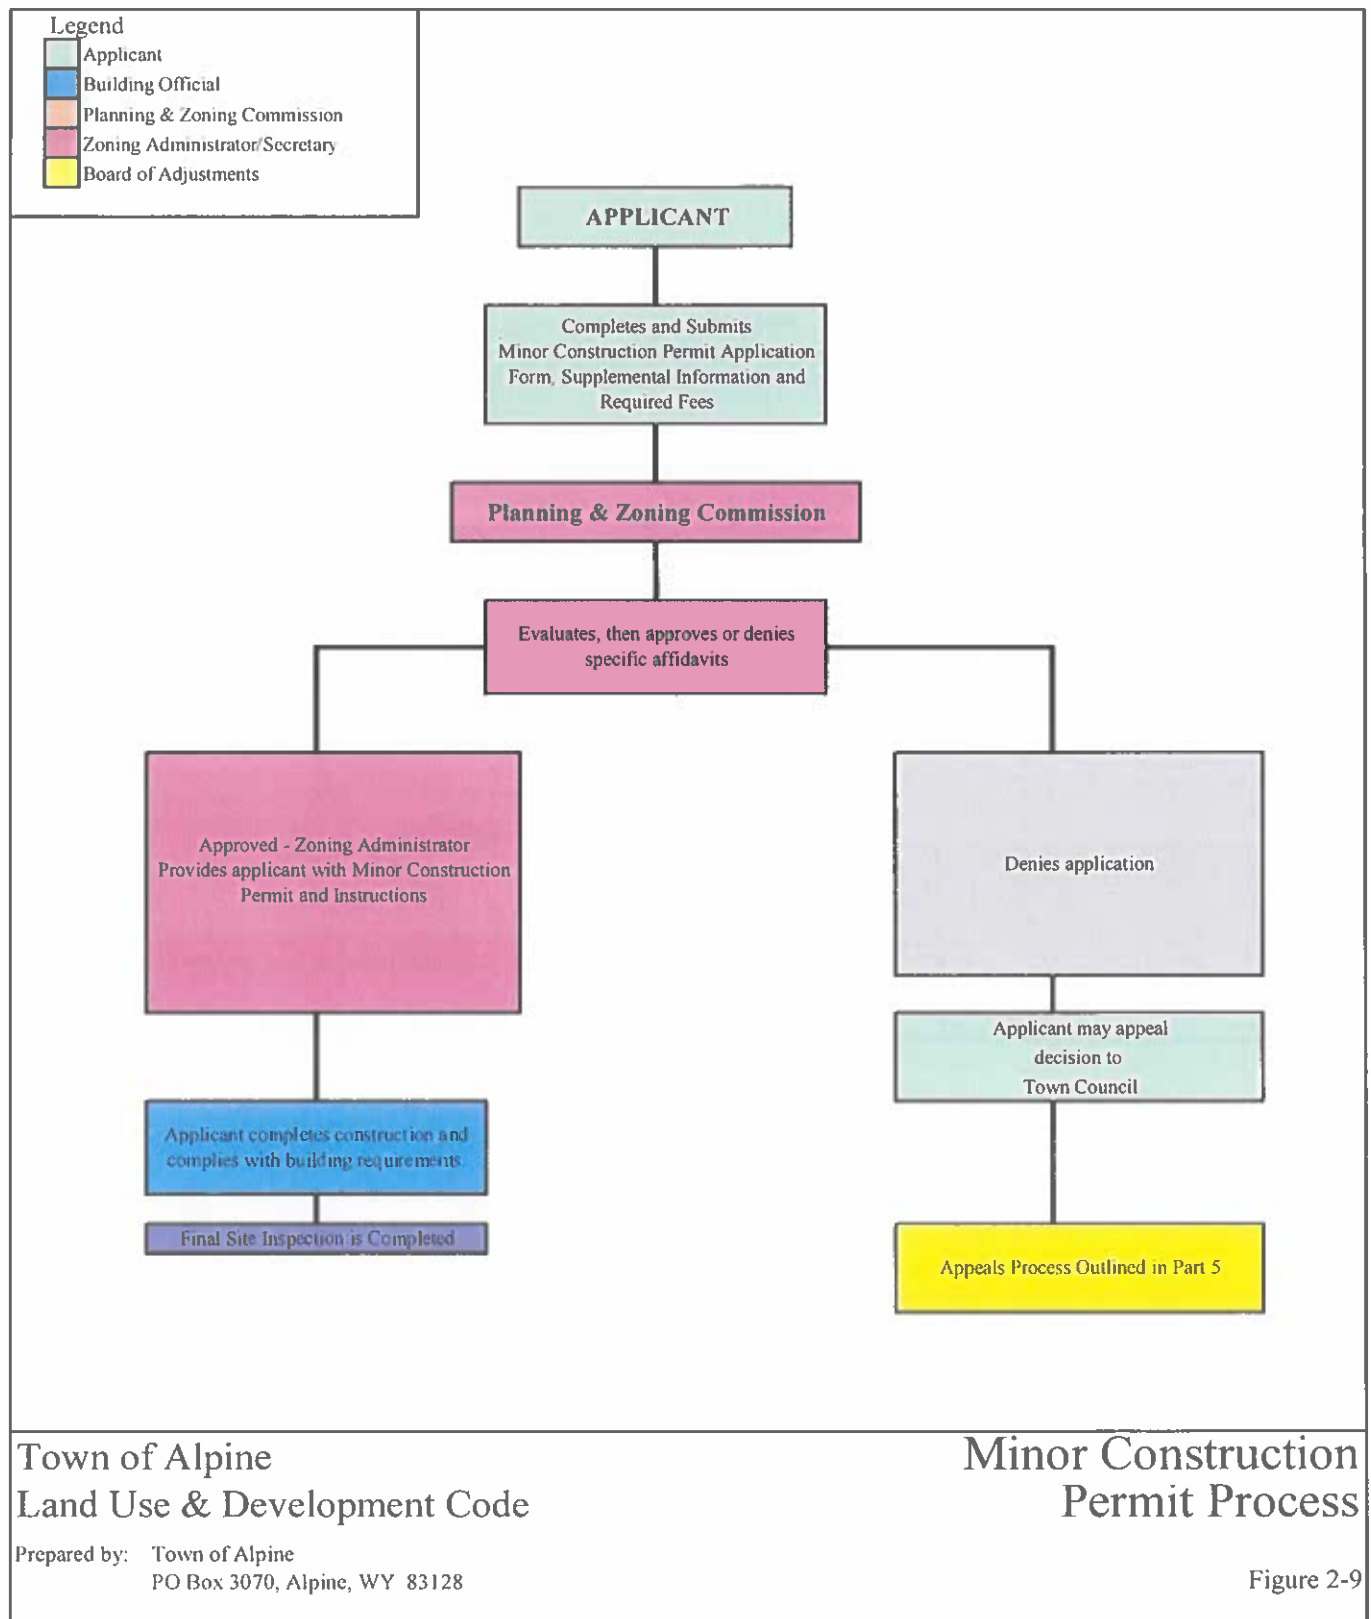 Legend
Applicant
Building Official
Planning & Zoning Commission
Zoning Administrator/Secretary
Board of Adjustments
APPLICANT
Completes and Submits
Minor Construction Permit Application
Form, Supplemental Information and
Required Fees
Planning & Zoning Commission
Evaluates, then approves or denies
specific affidavits
Approved - Zoning Administrator
Provides applicant with Minor Construction
Permit and Instructions
Denies application
Applicant may appeal
decision to
Town Council
Applicant completes construction and
complies with building requirements.
Final Site Inspection is Completed
Appeals Process Outlined in Part 5
Town of Alpine
Land Use & Development Code
Prepared by: Town of Alpine
PO Box 3070, Alpine, WY 83128
Minor Construction
Permit Process
Figure 2-9